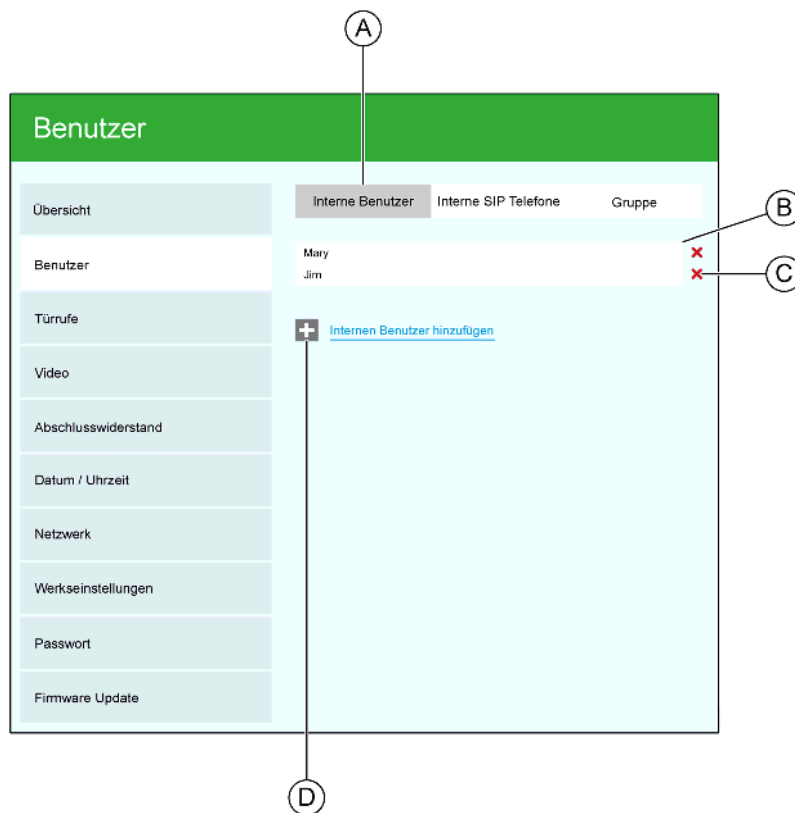 A
Benutzer
Interne Benutzer Interne SIP Telefone Gruppe
B
Mary
Jim
C
Internen Benutzer hinzufügen
Übersicht
Benutzer
Türrufe
Video
Abschlusswiderstand
Datum / Uhrzeit
Netzwerk
Werkseinstellungen
Passwort
Firmware Update
D